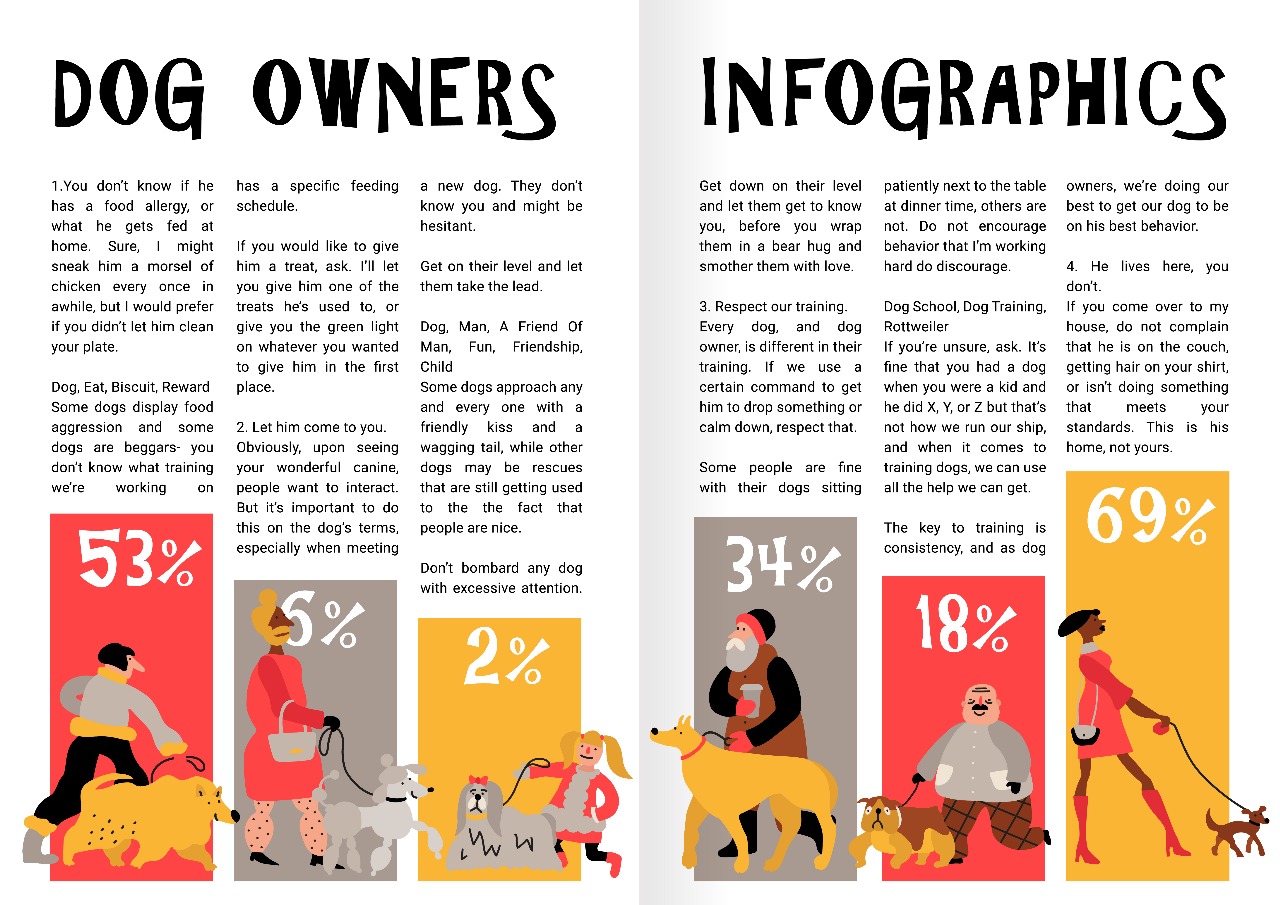 DOG OWNERS
INFOGRAPHICS
1.You don't know if he
has a food allergy, or
what he gets fed at
home. Sure, I might
sneak him a morsel of
chicken every once in
awhile, but I would prefer
if you didn't let him clean
your plate.
Dog, Eat, Biscuit, Reward
Some dogs display food
aggression and some
dogs are beggars- you
don't know what training
we're working on
53%
has a specific feeding
schedule.
If you would like to give
him a treat, ask. I'll let
you give him one of the
treats he's used to, or
give you the green light
on whatever you wanted
to give him in the first
place.
2. Let him come to you.
Obviously, upon seeing
your wonderful canine,
people want to interact.
But it's important to do
this on the dog's terms,
especially when meeting
6%
a new dog. They don't
know you and might be
hesitant.
Get on their level and let
them take the lead.
Dog, Man, A Friend Of
Man, Fun, Friendship,
Child
Some dogs approach any
and every one with a
friendly kiss and a
wagging tail, while other
dogs may be rescues
that are still getting used
to the the fact that
people are nice.
Don't bombard any dog
with excessive attention.
2%
Get down on their level
and let them get to know
you, before you wrap
them in a bear hug and
smother them with love.
3. Respect our training.
Every dog, and dog
owner, is different in their
training. If we use a
certain command to get
him to drop something or
calm down, respect that.
Some people are fine
with their dogs sitting
34%
patiently next to the table
at dinner time, others are
not. Do not encourage
behavior that I'm working
hard do discourage.
Dog School, Dog Training,
Rottweiler
If you're unsure, ask. It's
fine that you had a dog
when you were a kid and
he did X, Y, or Z but that's
not how we run our ship,
and when it comes to
training dogs, we can use
all the help we can get.
The key to training is
consistency, and as dog
18%
owners, we're doing our
best to get our dog to be
on his best behavior.
4. He lives here, you
don't.
If you come over to my
house, do not complain
that he is on the couch,
getting hair on your shirt,
or isn't doing something
that meets your
standards. This is his
home, not yours.
69%